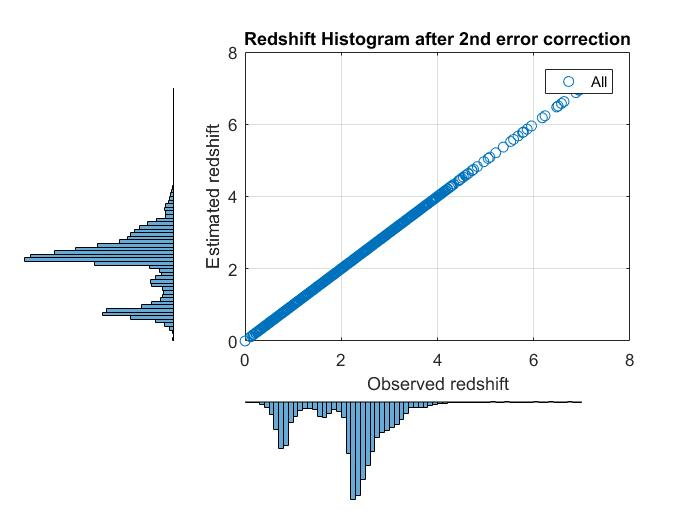 Redshift Histogram after 2nd error correction
All
8
6
4
2
0
Estimated redshift
0 2 4 6 8
Observed redshift